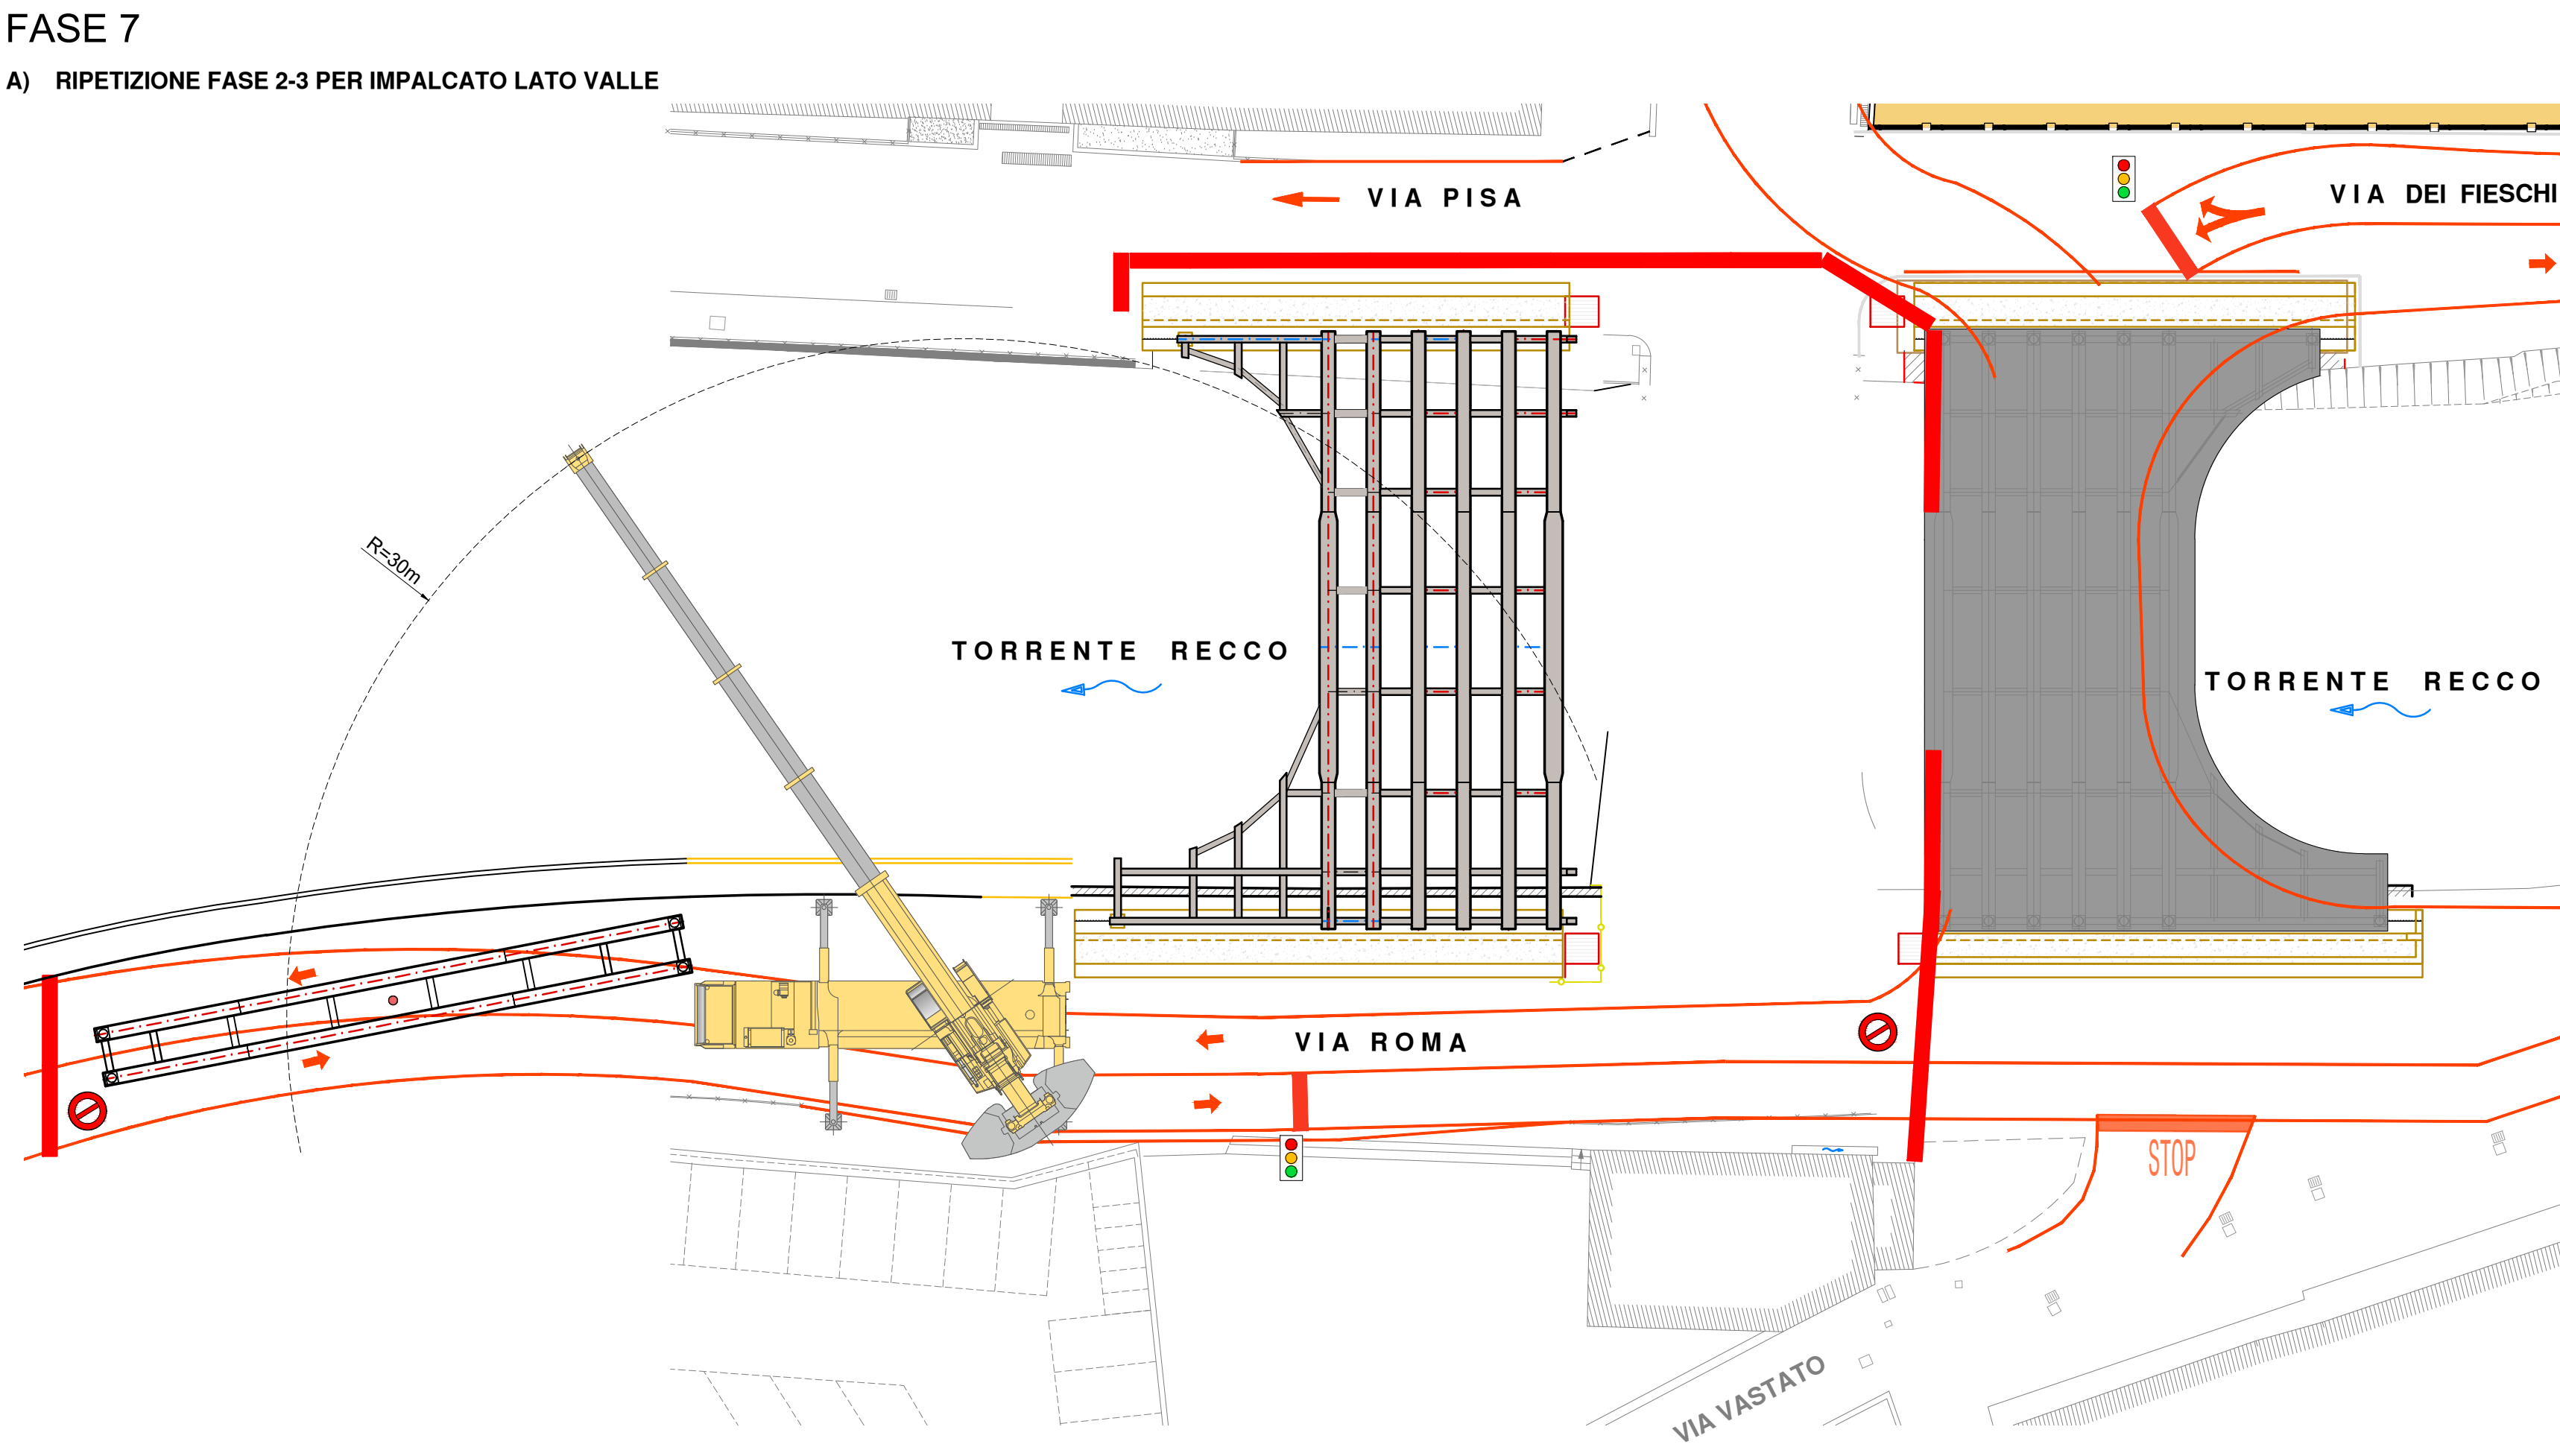 FASE 7
A) RIPETIZIONE FASE 2-3 PER IMPALCATO LATO VALLE
VIA PISA
VIA DEI FIESCHI
R=30m
TORRENTE RECCO
TORRENTE RECCO
VIA ROMA
STOP
VIA VASTATO